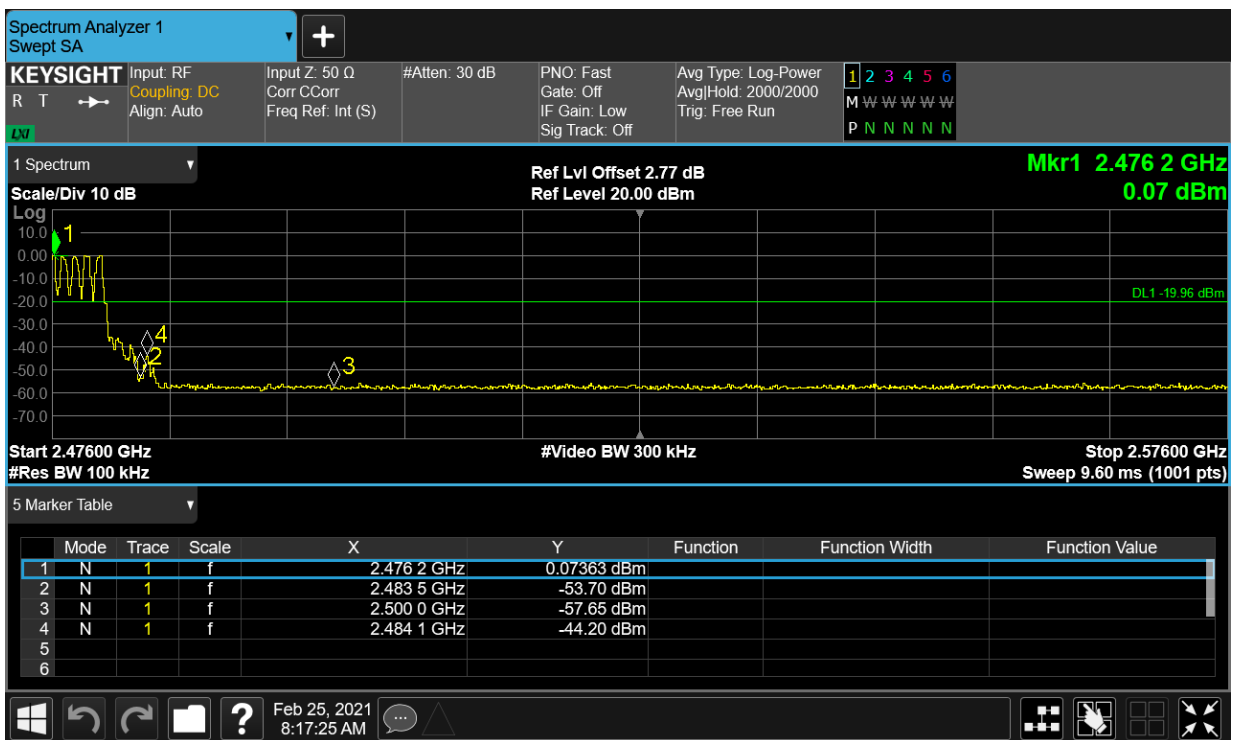 Spectrum Analyzer 1
Swept SA
+
KEYSIGHT
R T
LXI
Input: RF
Coupling: DC
Align: Auto
Input Z: 50 Ω
Corr CCorr
Freq Ref: Int (S)
#Atten: 30 dB
PNO: Fast
Gate: Off
IF Gain: Low
Sig Track: Off
Avg Type: Log-Power
Avg|Hold: 2000/2000
Trig: Free Run
1 2 3 4 5 6
M W W W W W
P N N N N N
1 Spectrum
Scale/Div 10 dB
Ref Lvl Offset 2.77 dB
Ref Level 20.00 dBm
Mkr1 2.476 2 GHz
0.07 dBm
Log
10.0
0.00
-10.0
-20.0
-30.0
-40.0
-50.0
-60.0
-70.0
1
4
2
3
DL1 -19.96 dBm
Start 2.47600 GHz
#Res BW 100 kHz
#Video BW 300 kHz
Stop 2.57600 GHz
Sweep 9.60 ms (1001 pts)
5 Marker Table
Mode Trace Scale X Y Function Function Width Function Value
1 N 1 f 2.476 2 GHz 0.07363 dBm
2 N 1 f 2.483 5 GHz -53.70 dBm
3 N 1 f 2.500 0 GHz -57.65 dBm
4 N 1 f 2.484 1 GHz -44.20 dBm
5
6
?
Feb 25, 2021
8:17:25 AM